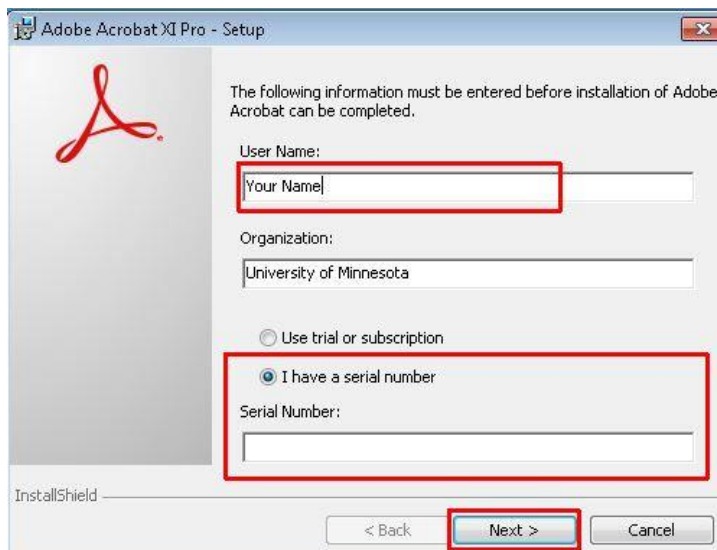 Adobe Acrobat XI Pro - Setup
The following information must be entered before installation of Adobe
Acrobat can be completed.
User Name:
Your Name
Organization:
University of Minnesota
Use trial or subscription
I have a serial number
Serial Number:
InstallShield
< Back Next > Cancel